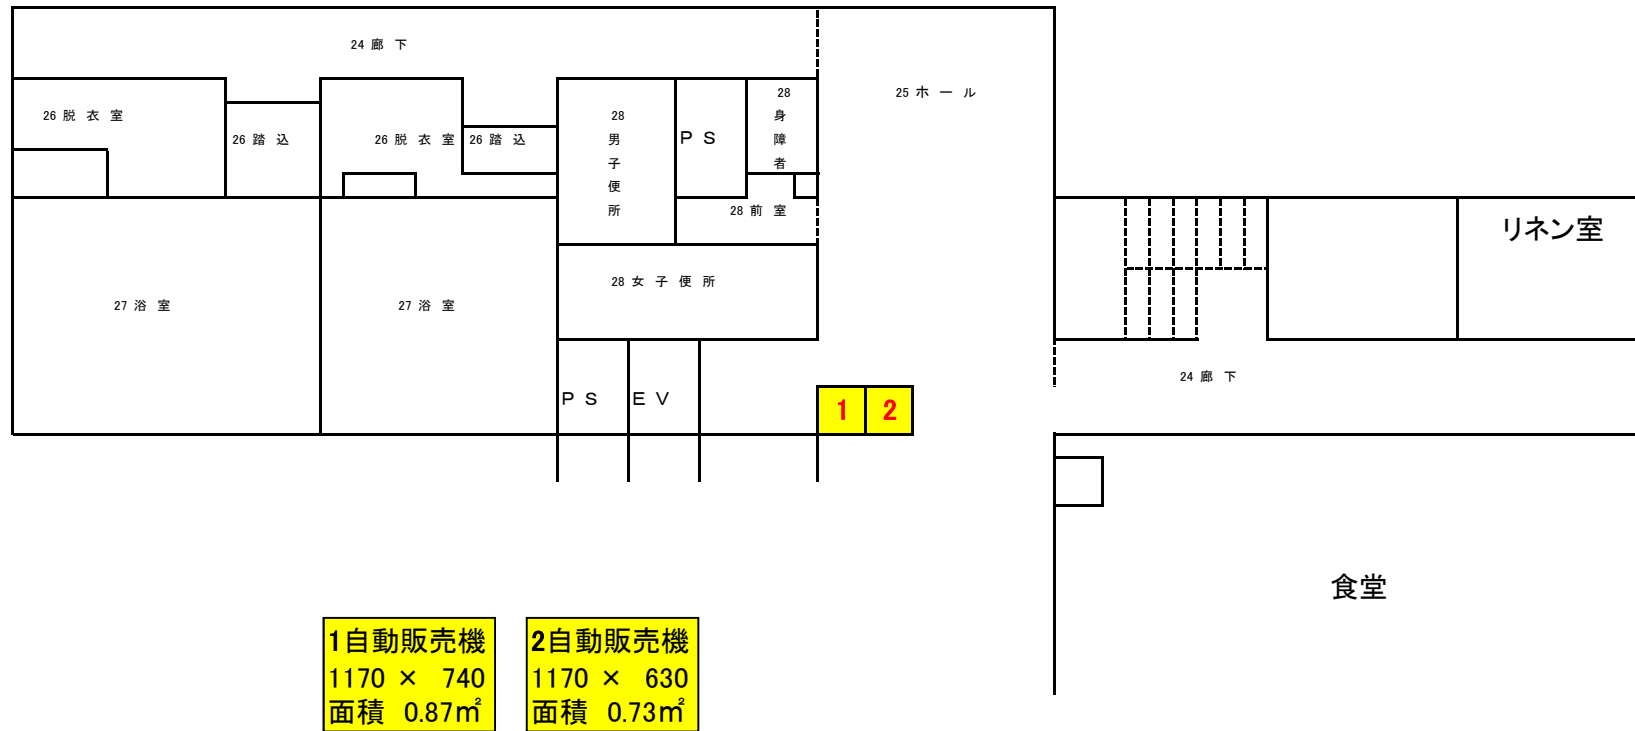 24 廊 下
25 ホ ー ル
26 脱 衣 室
26 踏 込
26 脱 衣 室
26 踏 込
28
男
子
便
所
Ｐ Ｓ
28
身
障
者
28 前 室
リネン室
28 女 子 便 所
27 浴 室
27 浴 室
24 廊 下
Ｐ Ｓ
Ｅ Ｖ
1
2
食堂
1自動販売機
1170 × 740
面積 0.87㎡
2自動販売機
1170 × 630
面積 0.73㎡